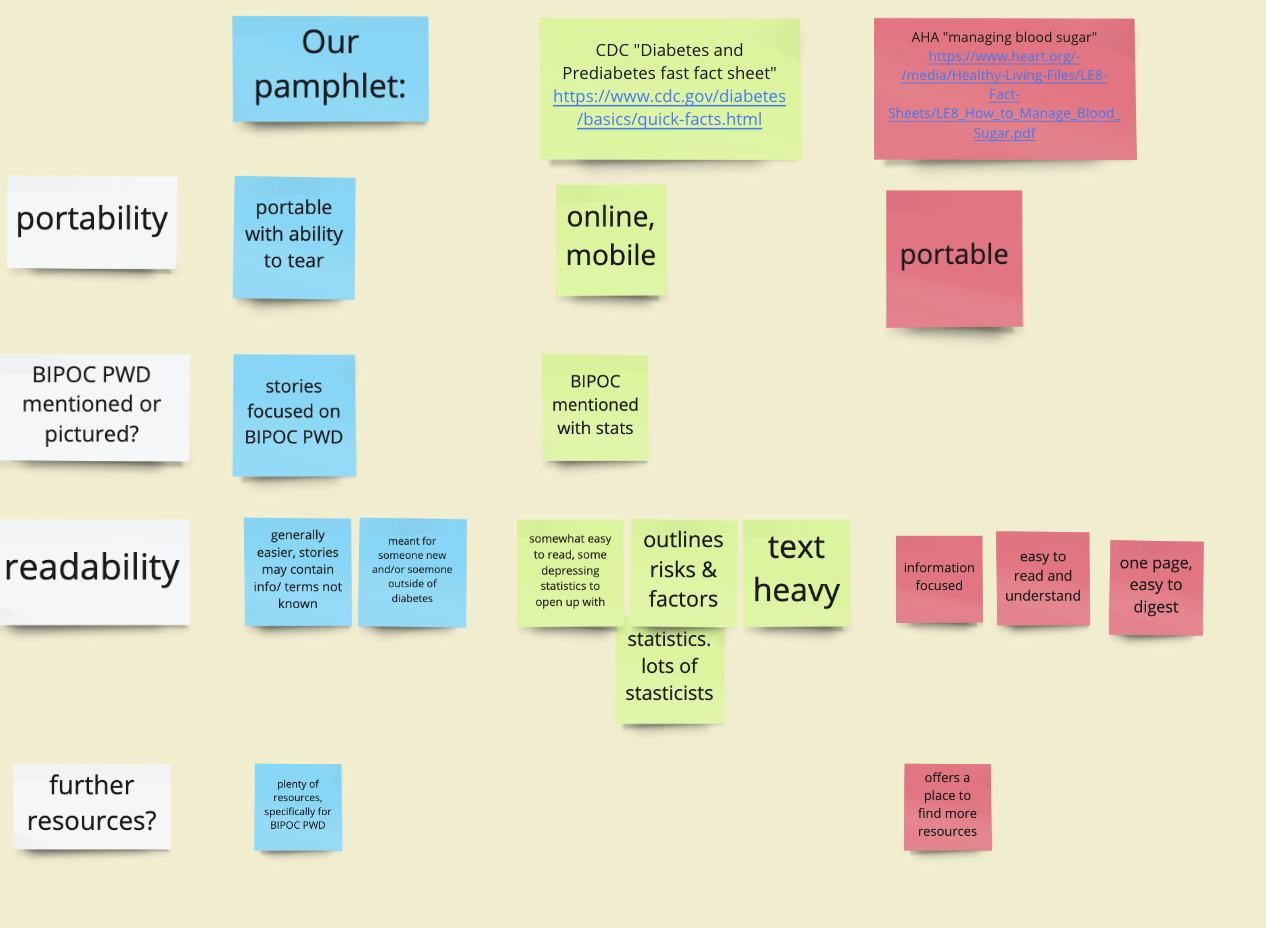 Our
pamphlet:
CDC "Diabetes and
Prediabetes fast fact sheet"
https://www.cdc.gov/diabetes
/basics/quick-facts.html
AHA "managing blood sugar"
https://www.heart.org/-
/media/Healthy-Living-Files/LE8-
Fact-
Sheets/LE8_How_to_Manage_Blood_
Sugar.pdf
portability
portable
with ability
to tear
online,
mobile
portable
BIPOC PWD
mentioned or
pictured?
stories
focused on
BIPOC PWD
BIPOC
mentioned
with stats
readability
generally
easier, stories
may contain
info/ terms not
known
meant for
someone new
and/or soemone
outside of
diabetes
somewhat easy
to read, some
depressing
statistics to
open up with
outlines
risks &
factors
text
heavy
statistics.
lots of
stasticists
information
focused
easy to
read and
understand
one page,
easy to
digest
further
resources?
plenty of
resources,
specifically for
BIPOC PWD
offers a
place to
find more
resources